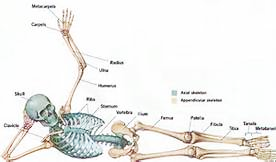 Metacarpals
Carpals
Radius
Ulna
Humerus
Skull
Ribs
Sternum
Vertebra
Ilium
Femur
Patella
Fibula
Tibia
Tarsals
Metatarsals
Clavicle
Axial skeleton
Appendicular skeleton